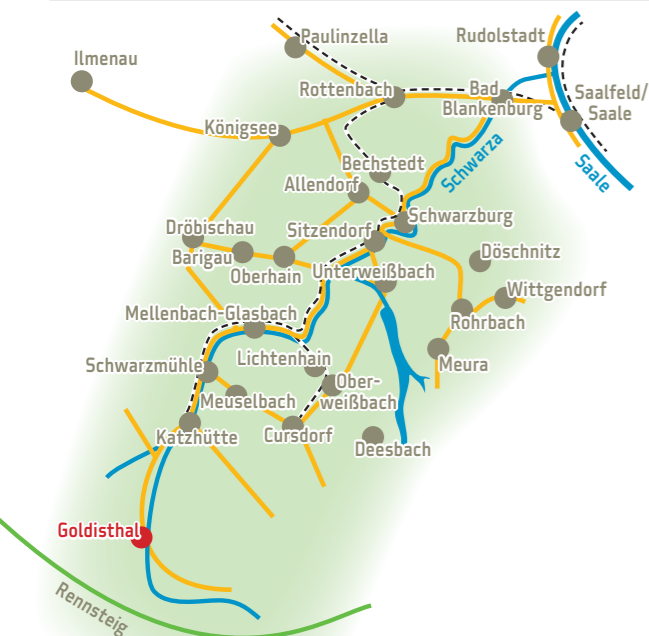 Paulinzella
Rudolstadt
Ilmenau
Rottenbach
Bad
Blankenburg
Saalfeld/
Saale
Königsee
Bechstedt
Schwarza
Saale
Allendorf
Schwarzburg
Dröbischau
Sitzendorf
Barigau
Döschnitz
Oberhain
Unterweißbach
Wittgendorf
Mellenbach-Glasbach
Rohrbach
Lichtenhain
Schwarzmühle
Meura
Ober-
weißbach
Meuselbach
Katzhütte
Cursdorf
Deesbach
Goldisthal
Rennsteig